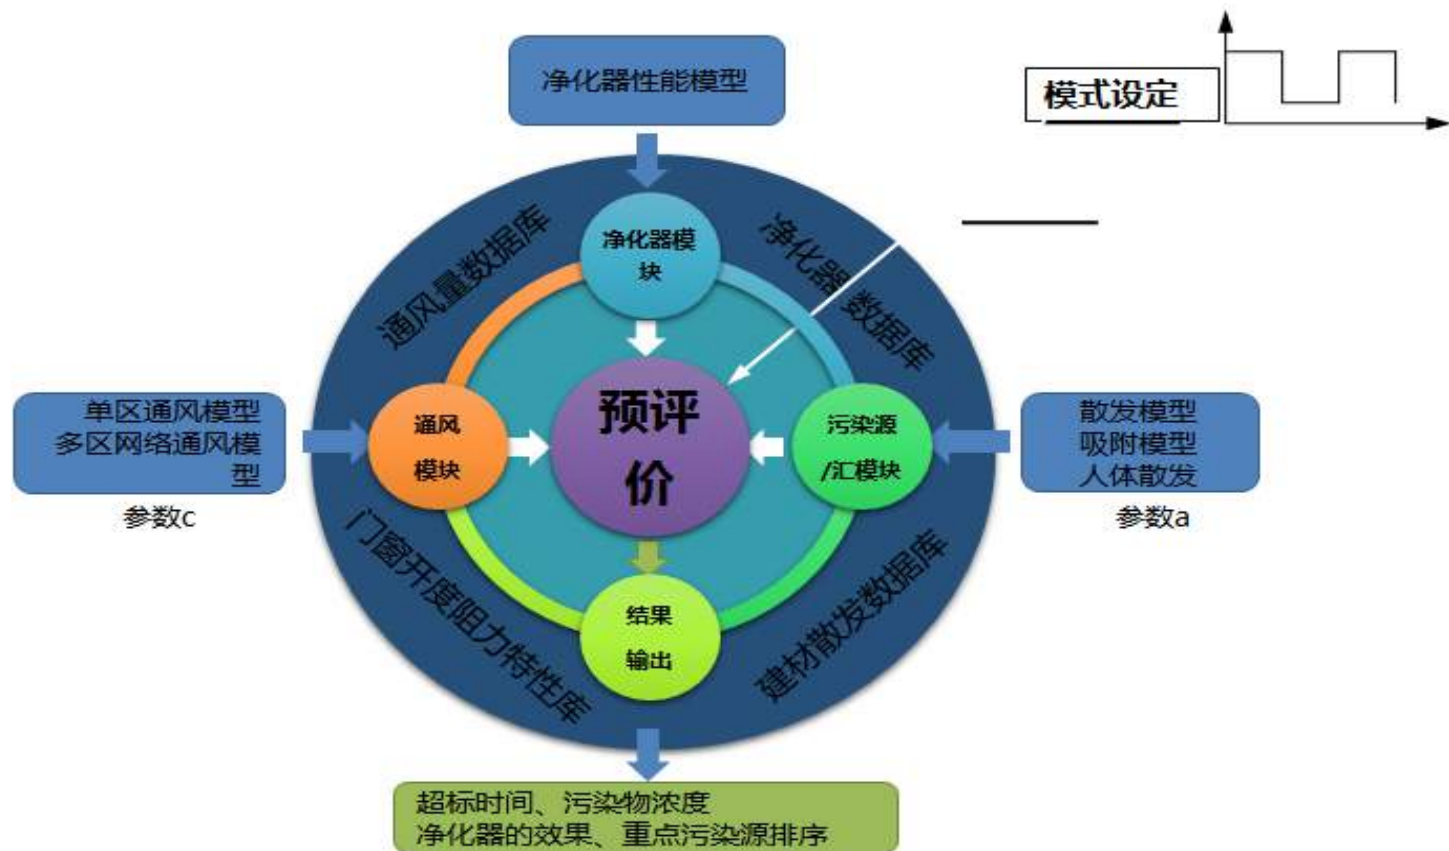 净化器性能模型
模式设定
通风量数据库
净化器 数据库
净化器模
块
单区通风模型
多区网络通风模
型
参数c
通风
模块
预评
价
污染源
/汇模块
散发模型
吸附模型
人体散发
参数a
门窗开度阻力特性库
建材散发数据库
结果
输出
超标时间、污染物浓度
净化器的效果、重点污染源排序